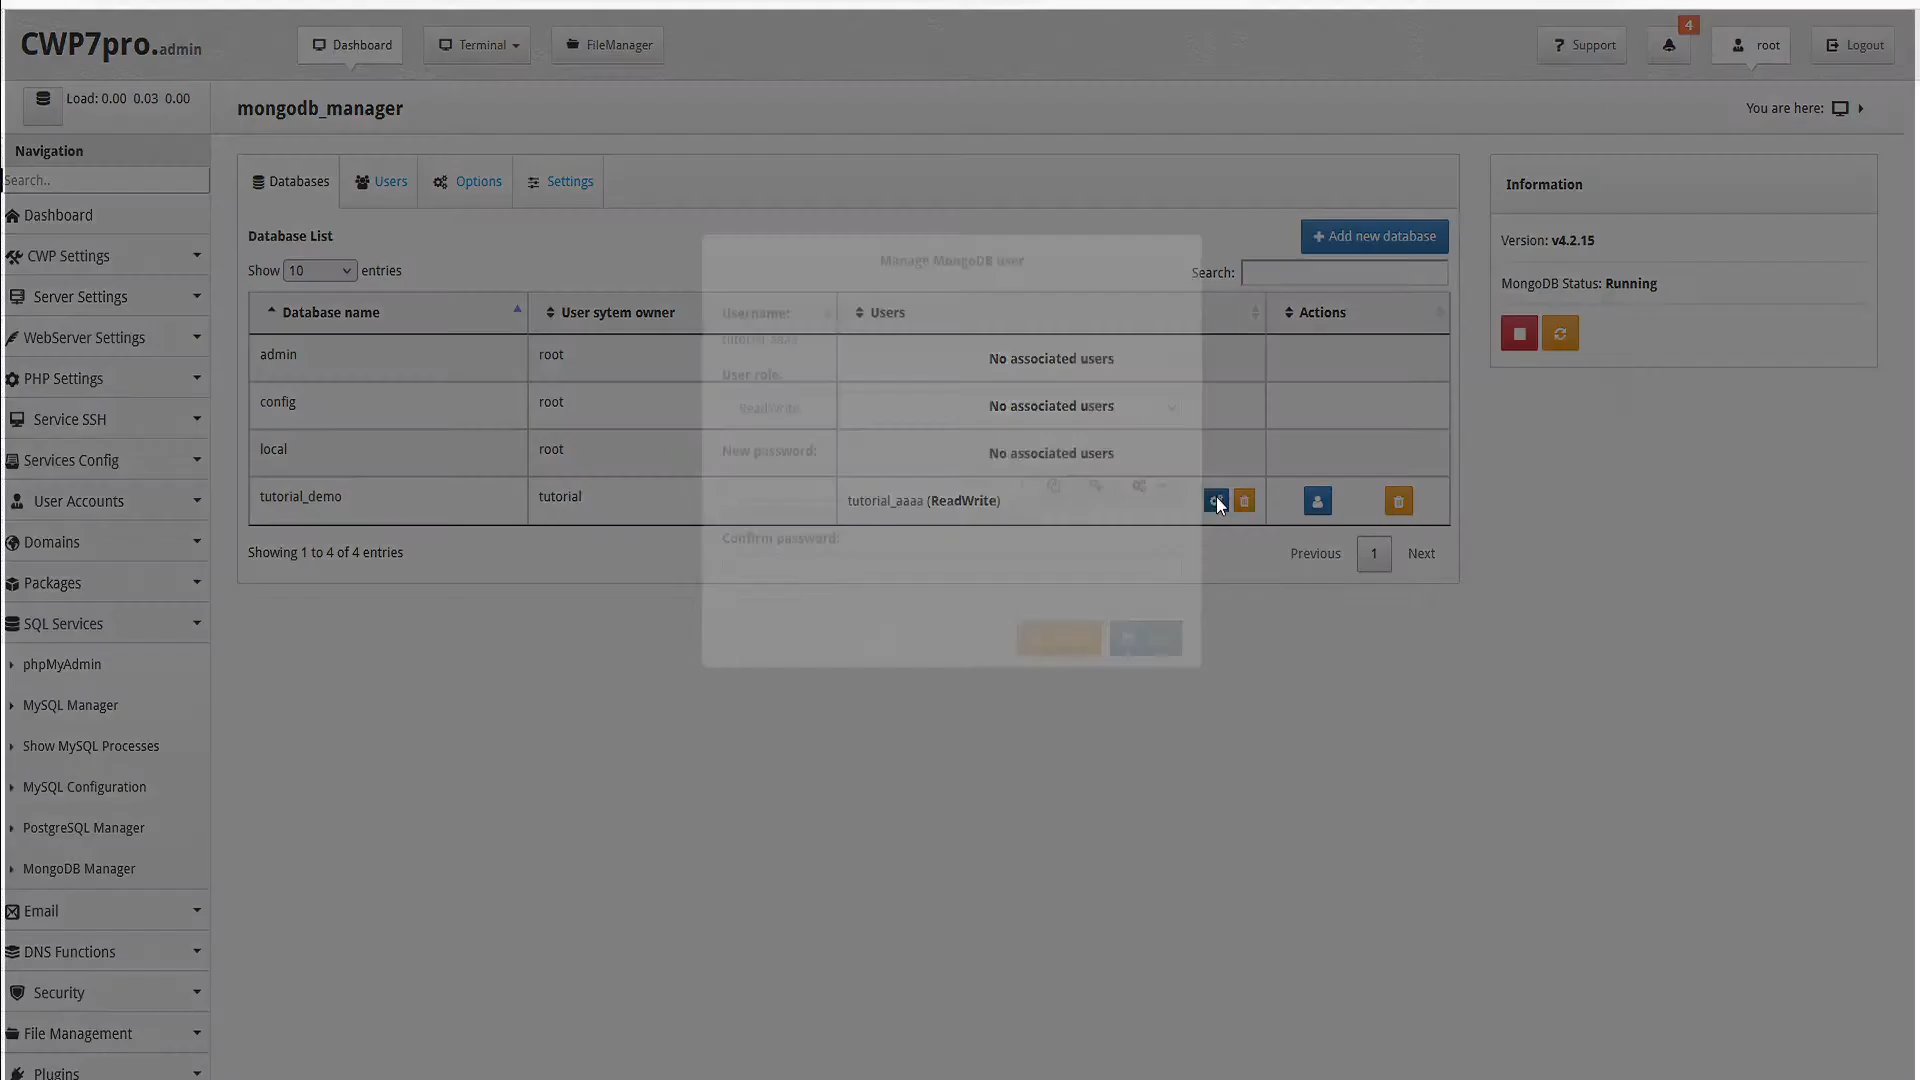 CWP7pro.admin
Dashboard
Terminal
FileManager
? Support
4
root
Logout
Load: 0.00 0.03 0.00
mongodb_manager
You are here:
Navigation
Search..
Dashboard
CWP Settings
Server Settings
WebServer Settings
PHP Settings
Service SSH
Services Config
User Accounts
Domains
Packages
SQL Services
phpMyAdmin
MySQL Manager
Show MySQL Processes
MySQL Configuration
PostgreSQL Manager
MongoDB Manager
Email
DNS Functions
Security
File Management
Plugins
Databases
Users
Options
Settings
Database List
+ Add new database
Show 10 entries
Search:
Database name User sytem owner Users Actions
admin root No associated users
config root No associated users
local root No associated users
tutorial_demo tutorial tutorial_aaaa (ReadWrite)
Showing 1 to 4 of 4 entries
Previous 1 Next
Manage MongoDB user
Username:
tutorial_aaaa
User role:
ReadWrite
New password:
Confirm password:
Information
Version: v4.2.15
MongoDB Status: Running